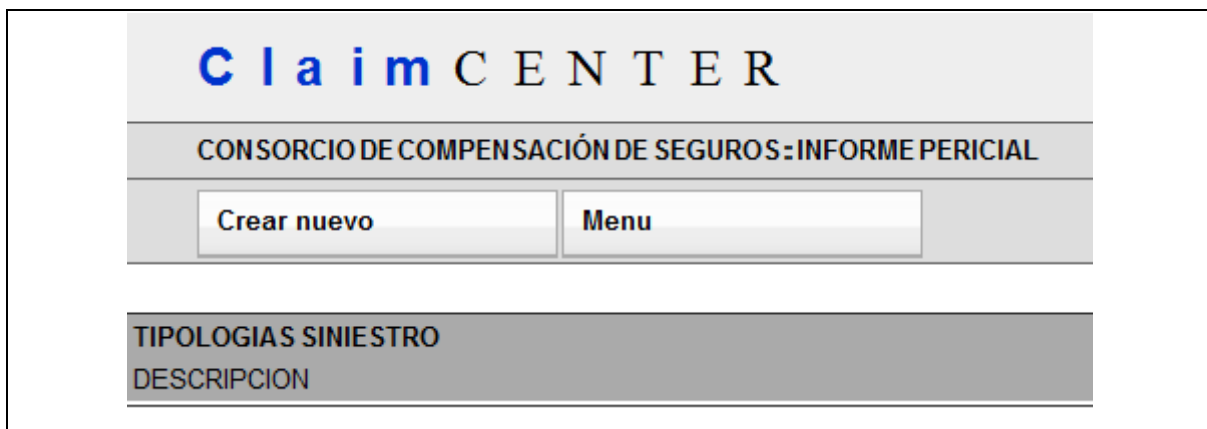 ClaimCENTER
CONSORCIO DE COMPENSACIÓN DE SEGUROS::INFORME PERICIAL
Crear nuevo
Menu
TIPOLOGIAS SINIESTRO
DESCRIPCION